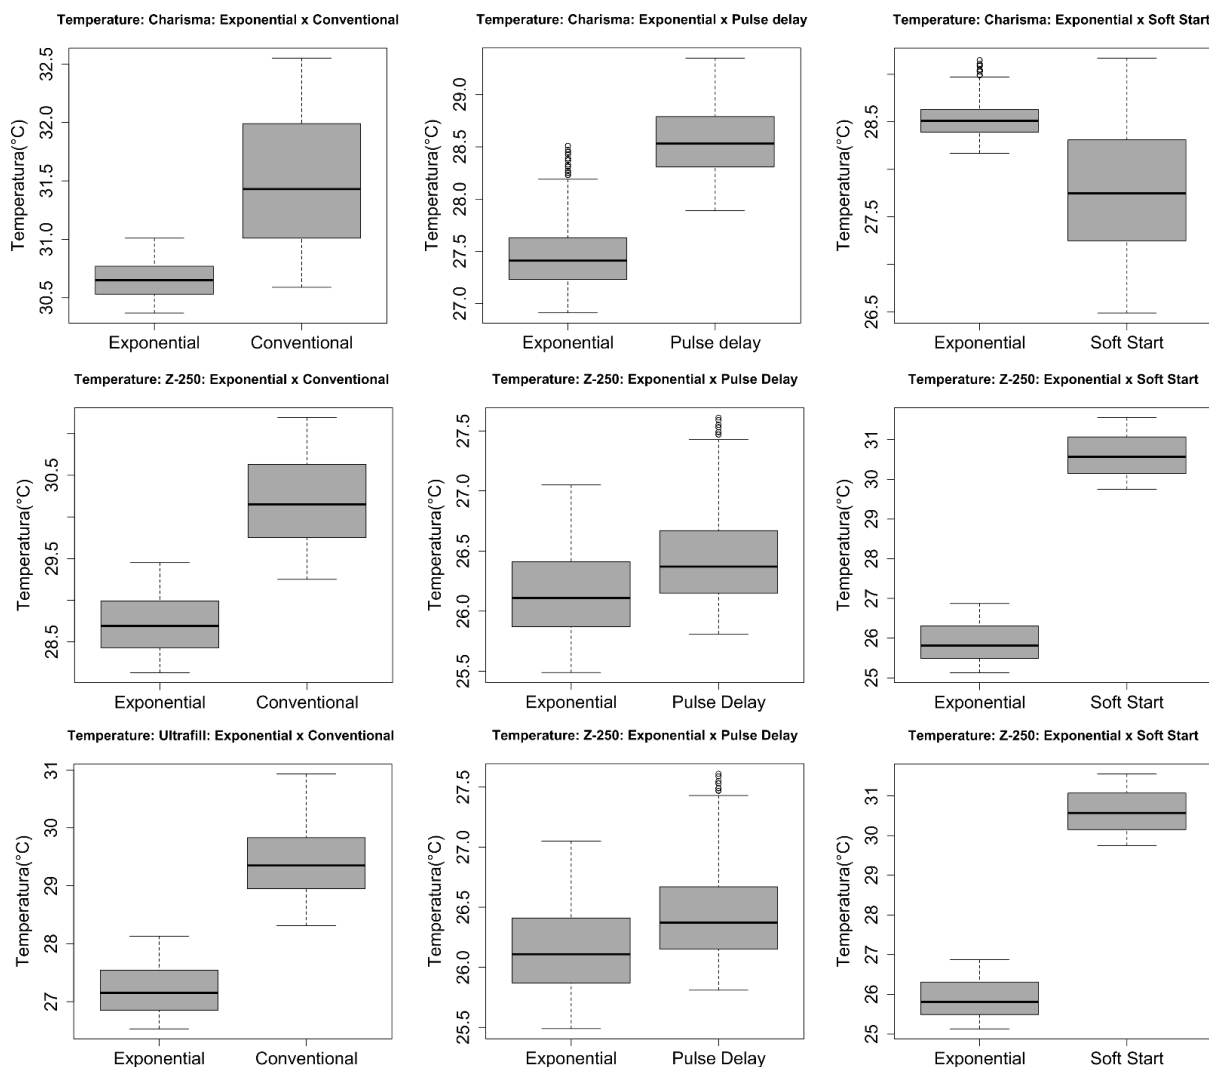 Temperature: Charisma: Exponential x Conventional
Temperatura(°C)
32.5
32.0
31.5
31.0
30.5
Exponential Conventional
Temperature: Charisma: Exponential x Pulse delay
Temperatura(°C)
29.0
28.5
28.0
27.5
27.0
Exponential Pulse delay
Temperature: Charisma: Exponential x Soft Start
Temperatura(°C)
28.5
27.5
26.5
Exponential Soft Start
Temperature: Z-250: Exponential x Conventional
Temperatura(°C)
30.5
29.5
28.5
Exponential Conventional
Temperature: Z-250: Exponential x Pulse Delay
Temperatura(°C)
27.5
27.0
26.5
26.0
25.5
Exponential Pulse Delay
Temperature: Z-250: Exponential x Soft Start
Temperatura(°C)
31
30
29
28
27
26
25
Exponential Soft Start
Temperature: Ultrafill: Exponential x Conventional
Temperatura(°C)
31
30
29
28
27
Exponential Conventional
Temperature: Z-250: Exponential x Pulse Delay
Temperatura(°C)
27.5
27.0
26.5
26.0
25.5
Exponential Pulse Delay
Temperature: Z-250: Exponential x Soft Start
Temperatura(°C)
31
30
29
28
27
26
25
Exponential Soft Start